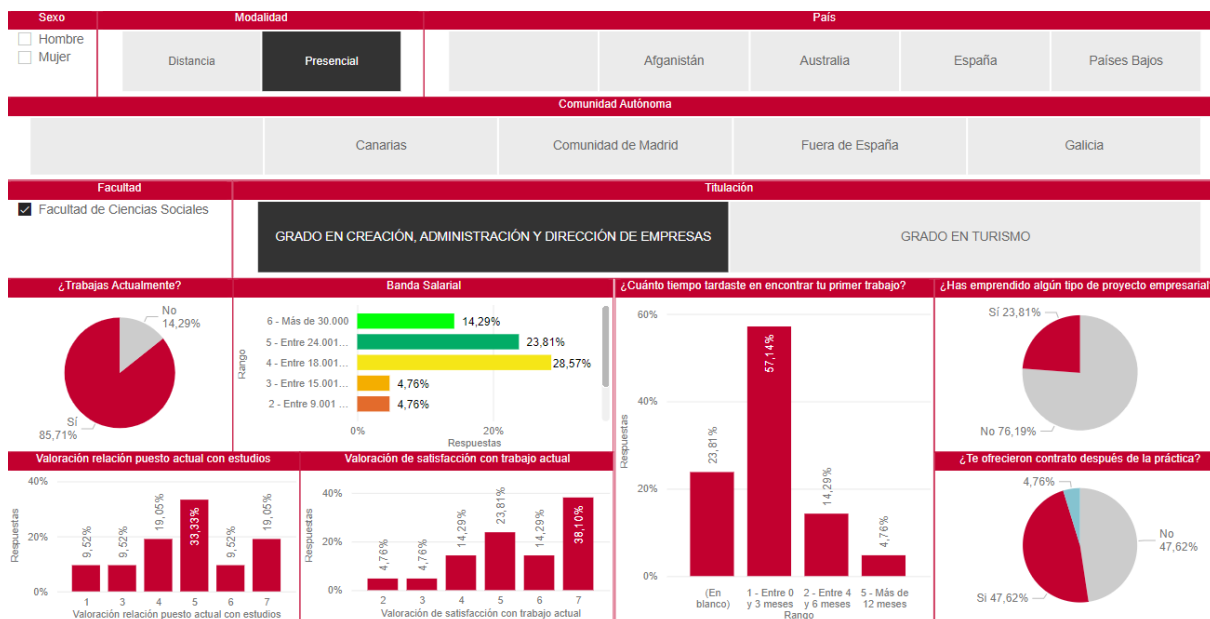 Sexo Modalidad País
Hombre
Mujer
Distancia Presencial Afganistán Australia España Países Bajos
Comunidad Autónoma
Canarias Comunidad de Madrid Fuera de España Galicia
Facultad Titulación
Facultad de Ciencias Sociales
GRADO EN CREACIÓN, ADMINISTRACIÓN Y DIRECCIÓN DE EMPRESAS GRADO EN TURISMO
¿Trabajas Actualmente?
No
14,29%
Sí
85,71%
Banda Salarial
Rango
6 - Más de 30.000 14,29%
5 - Entre 24.001... 23,81%
4 - Entre 18.001... 28,57%
3 - Entre 15.001... 4,76%
2 - Entre 9.001 ... 4,76%
0% 20%
Respuestas
¿Cuánto tiempo tardaste en encontrar tu primer trabajo?
Respuestas
60%
40%
20%
0%
23,81% 57,14% 14,29% 4,76%
(En blanco) 1 - Entre 0 y 3 meses 2 - Entre 4 y 6 meses 5 - Más de 12 meses
Rango
¿Has emprendido algún tipo de proyecto empresarial
Sí 23,81%
No 76,19%
Valoración relación puesto actual con estudios
Respuestas
40%
20%
0%
9,52% 9,52% 19,05% 33,33% 9,52% 19,05%
1 3 4 5 6 7
Valoración relación puesto actual con estudios
Valoración de satisfacción con trabajo actual
Respuestas
40%
20%
0%
4,76% 4,76% 14,29% 23,81% 14,29% 38,10%
2 3 4 5 6 7
Valoración de satisfacción con trabajo actual
¿Te ofrecieron contrato después de la práctica?
4,76%
No
47,62%
Si 47,62%